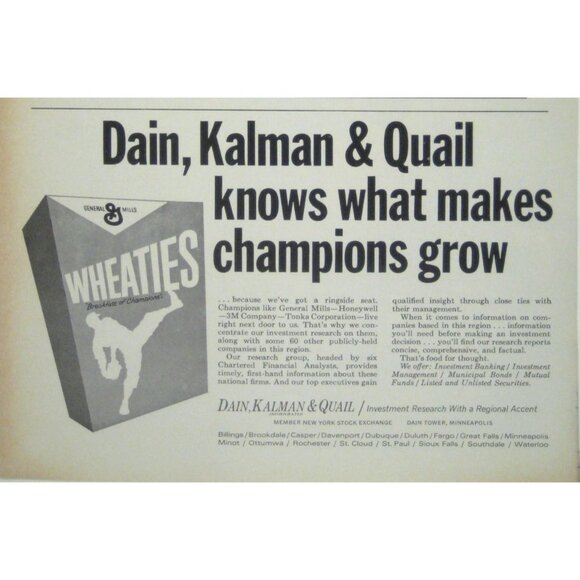 Dain, Kalman & Quail
knows what makes
champions grow
GENERAL G MILLS
WHEATIES
"Breakfast of Champions"
. . . because we've got a ringside seat.
Champions like General Mills—Honeywell
—3M Company—Tonka Corporation—live
right next door to us. That's why we con-
centrate our investment research on them,
along with some 60 other publicly-held
companies in this region.
Our research group, headed by six
Chartered Financial Analysts, provides
timely, first-hand information about these
national firms. And our top executives gain
qualified insight through close ties with
their management.
When it comes to information on com-
panies based in this region . . . information
you'll need before making an investment
decision . . . you'll find our research reports
concise, comprehensive, and factual.
That's food for thought.
We offer: Investment Banking / Investment
Management / Municipal Bonds / Mutual
Funds / Listed and Unlisted Securities.
DAIN, KALMAN & QUAIL / Investment Research With a Regional Accent
INCORPORATED
MEMBER NEW YORK STOCK EXCHANGE DAIN TOWER, MINNEAPOLIS
Billings / Brookdale / Casper / Davenport / Dubuque / Duluth / Fargo / Great Falls / Minneapolis
Minot / Ottumwa / Rochester / St. Cloud / St. Paul / Sioux Falls / Southdale / Waterloo